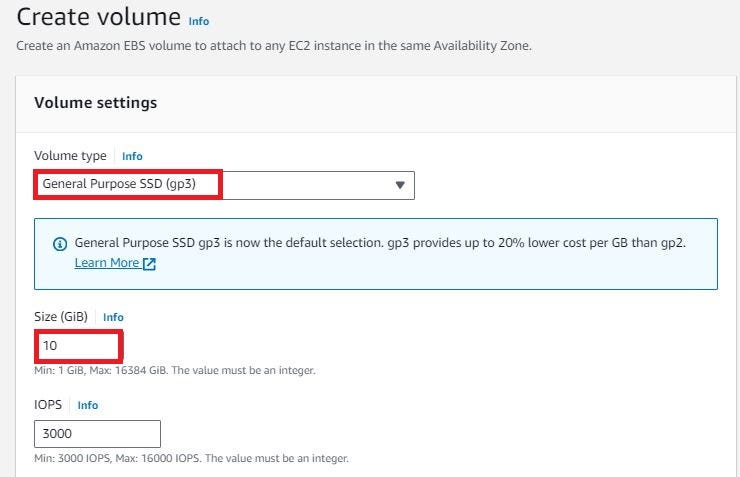 Create volume Info
Create an Amazon EBS volume to attach to any EC2 instance in the same Availability Zone.
Volume settings
Volume type Info
General Purpose SSD (gp3)
General Purpose SSD gp3 is now the default selection. gp3 provides up to 20% lower cost per GB than gp2.
Learn More
Size (GiB) Info
10
Min: 1 GiB, Max: 16384 GiB. The value must be an integer.
IOPS Info
3000
Min: 3000 IOPS, Max: 16000 IOPS. The value must be an integer.